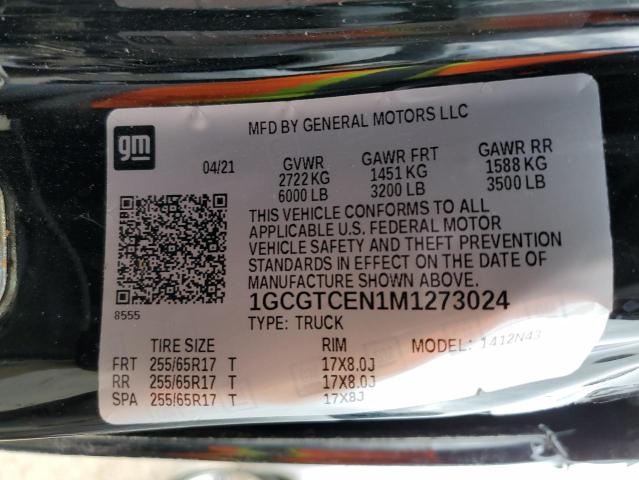 MFD BY GENERAL MOTORS LLC
gm
04/21 GVWR GAWR FRT GAWR RR
2722 KG 1451 KG 1588 KG
6000 LB 3200 LB 3500 LB
THIS VEHICLE CONFORMS TO ALL
APPLICABLE U.S. FEDERAL MOTOR
VEHICLE SAFETY AND THEFT PREVENTION
STANDARDS IN EFFECT ON THE DATE OF
MANUFACTURE SHOWN ABOVE.
8555 1GCGTCEN1M1273024
TYPE: TRUCK
TIRE SIZE RIM MODEL: 1412N43
FRT 255/65R17 T 17X8.0J
RR 255/65R17 T 17X8.0J
SPA 255/65R17 T 17X8J